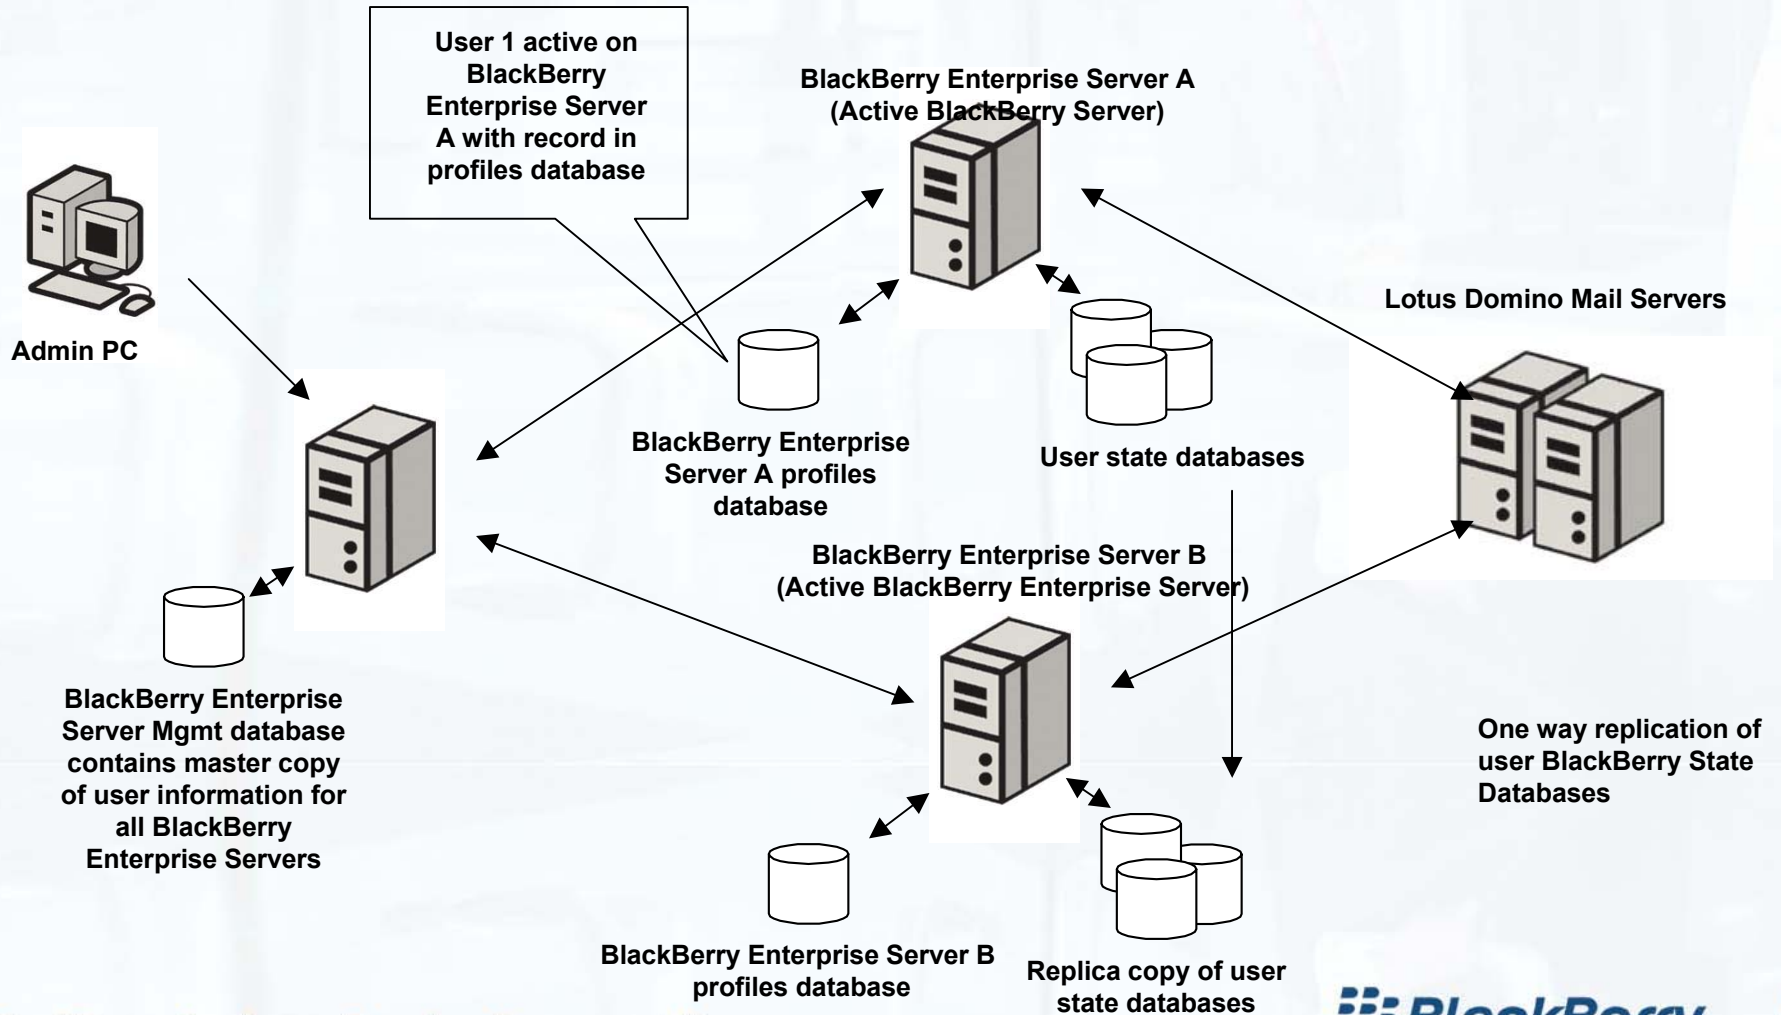 User 1 active on
BlackBerry
Enterprise Server
A with record in
profiles database
BlackBerry Enterprise Server A
(Active BlackBerry Server)
Lotus Domino Mail Servers
Admin PC
BlackBerry Enterprise
Server A profiles
database
User state databases
BlackBerry Enterprise Server B
(Active BlackBerry Enterprise Server)
BlackBerry Enterprise
Server Mgmt database
contains master copy
of user information for
all BlackBerry
Enterprise Servers
One way replication of
user BlackBerry State
Databases
BlackBerry Enterprise Server B
profiles database
Replica copy of user
state databases
BlackBerry